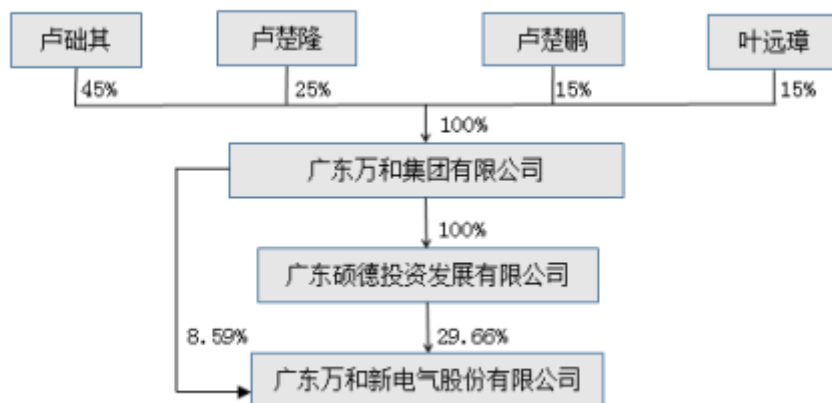 卢础其 卢楚隆 卢楚鹏 叶远璋
45% 25% 15% 15%
100%
广东万和集团有限公司
100%
广东硕德投资发展有限公司
8.59% 29.66%
广东万和新电气股份有限公司